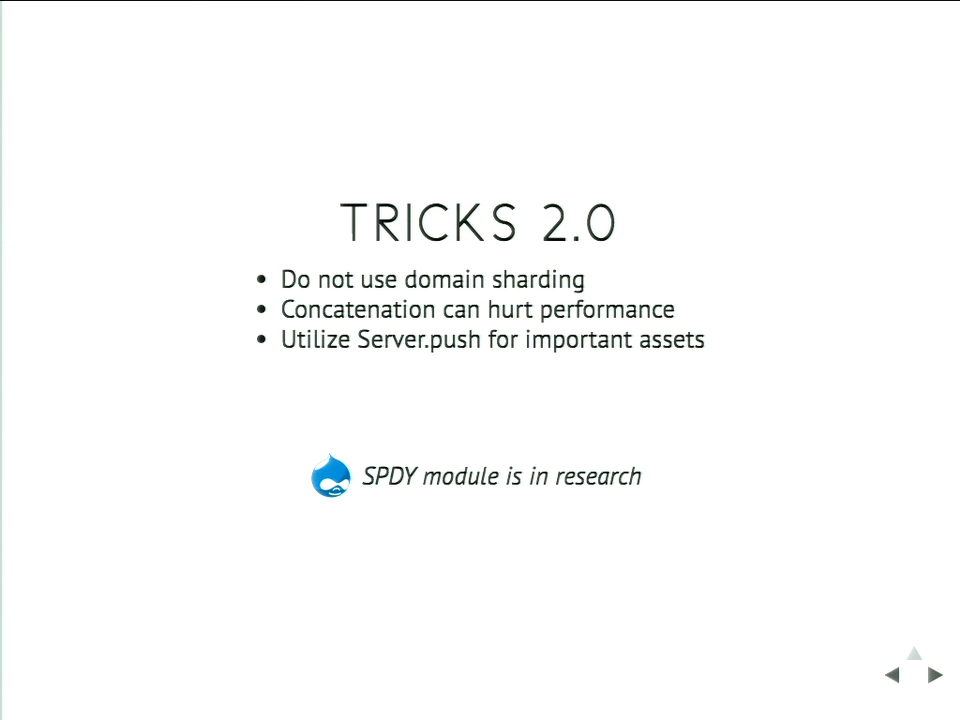 TRICKS 2.0
• Do not use domain sharding
• Concatenation can hurt performance
• Utilize Server.push for important assets
SPDY module is in research